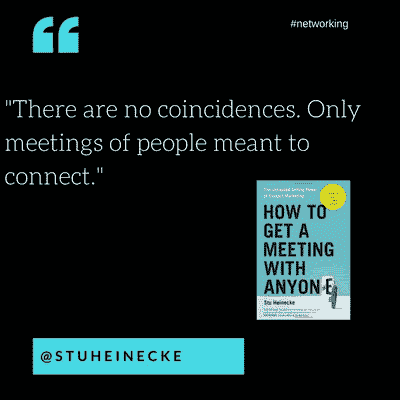 #networking
"There are no coincidences. Only
meetings of people meant to
connect."
HOW TO
GET A
MEETING
WITH
ANYONE
Stu Heinecke
@STUHEINECKE